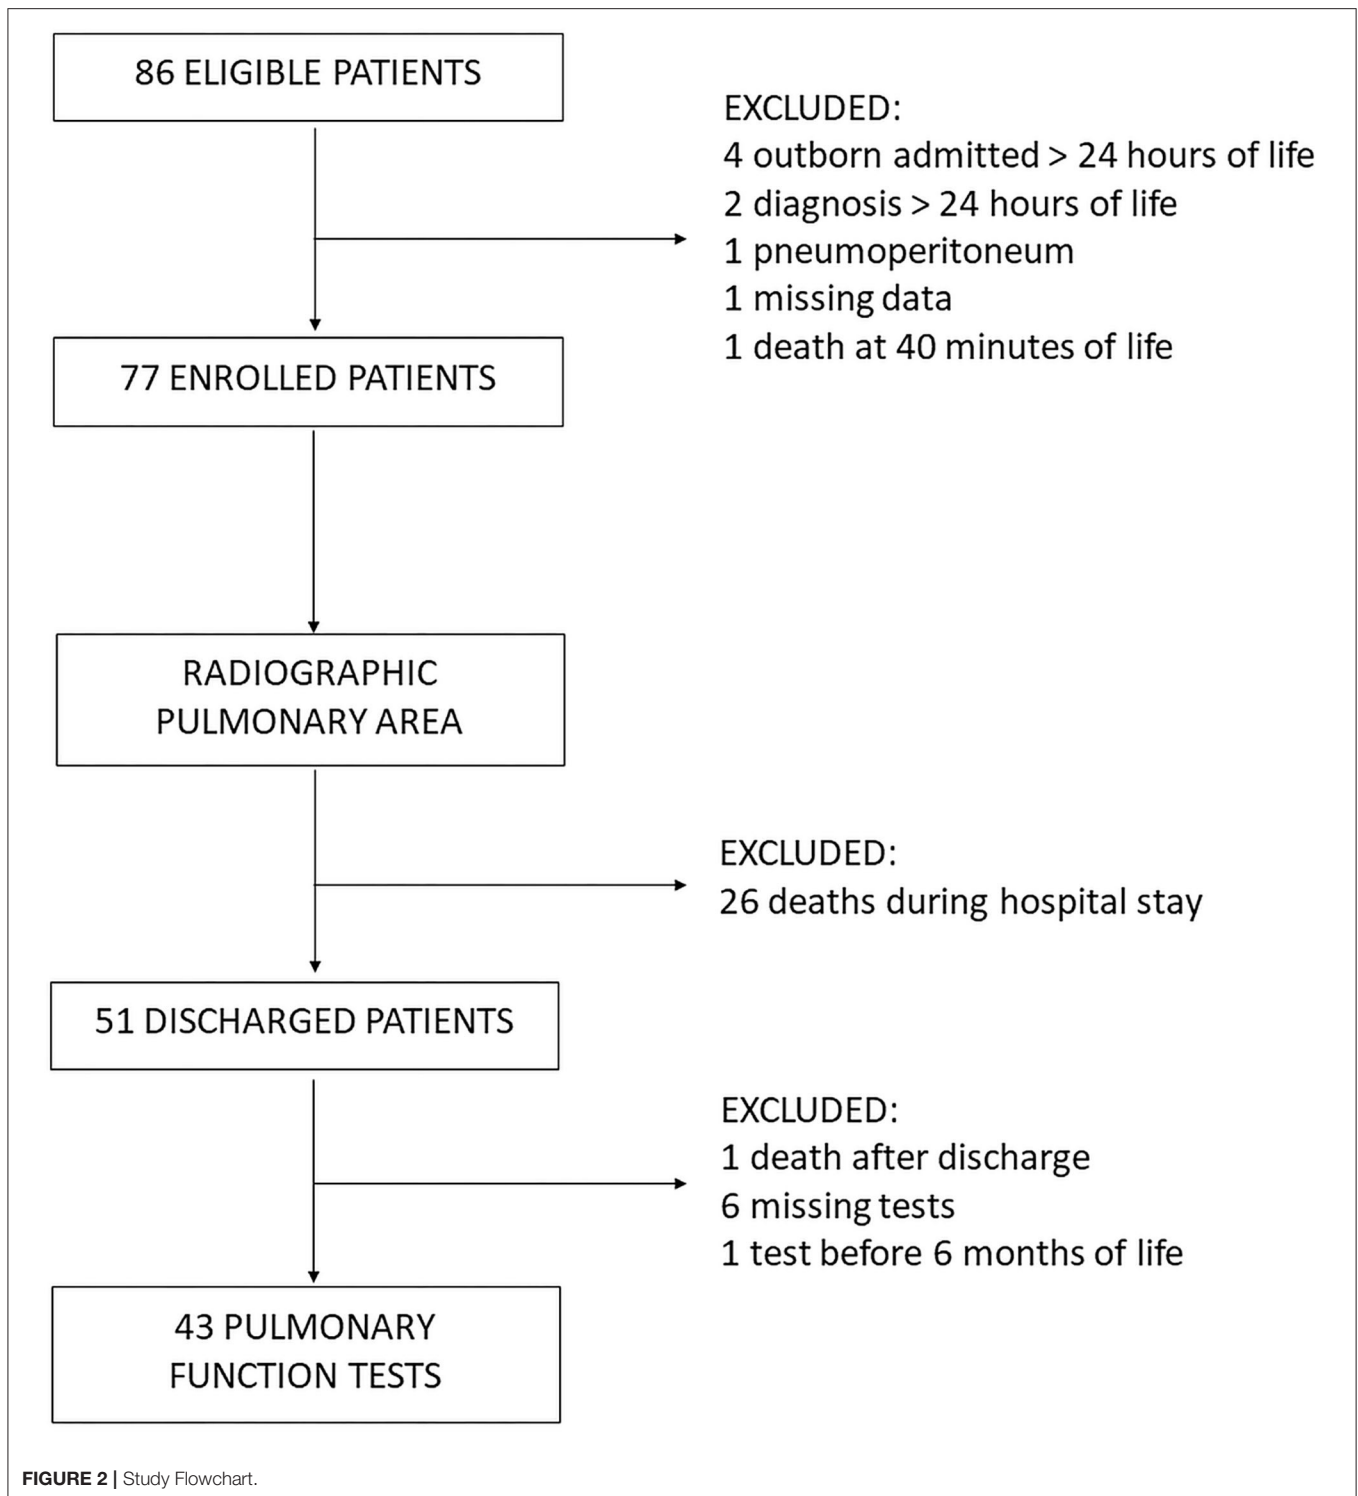 86 ELIGIBLE PATIENTS
EXCLUDED:
4 outborn admitted > 24 hours of life
2 diagnosis > 24 hours of life
1 pneumoperitoneum
1 missing data
1 death at 40 minutes of life
77 ENROLLED PATIENTS
RADIOGRAPHIC
PULMONARY AREA
EXCLUDED:
26 deaths during hospital stay
51 DISCHARGED PATIENTS
EXCLUDED:
1 death after discharge
6 missing tests
1 test before 6 months of life
43 PULMONARY
FUNCTION TESTS
FIGURE 2 | Study Flowchart.